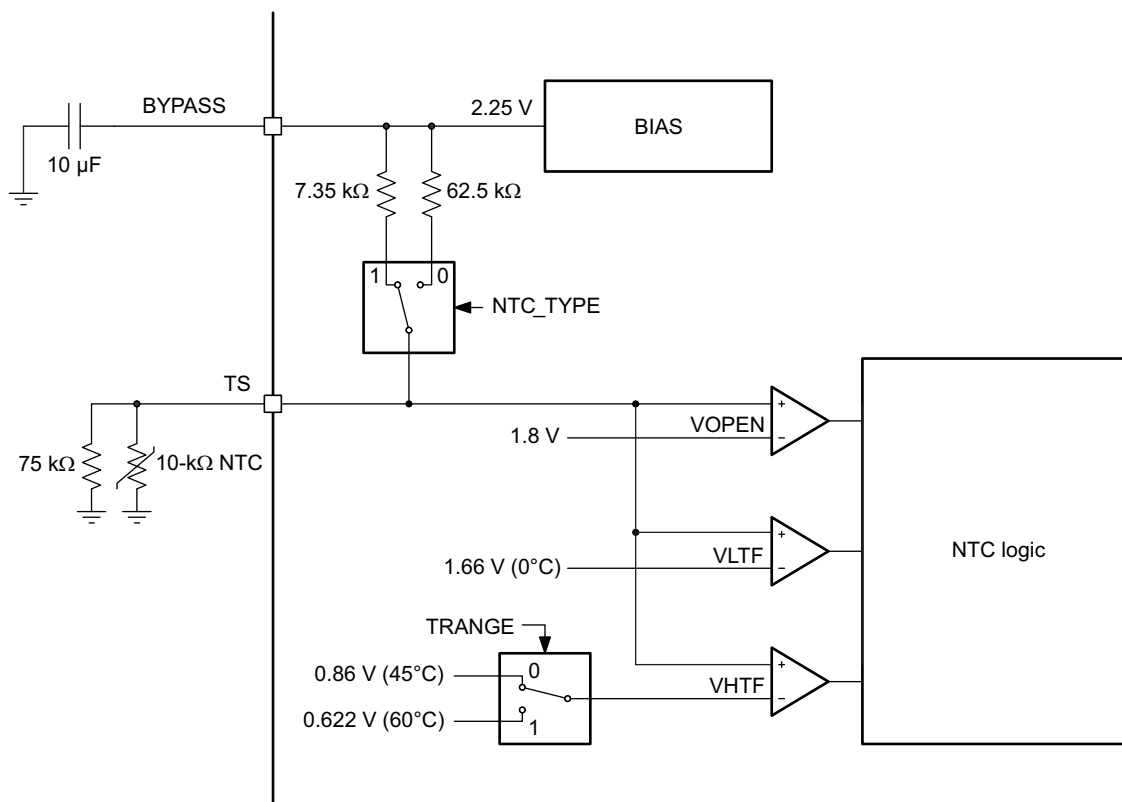 BYPASS
2.25 V
BIAS
10 µF
7.35 kΩ
62.5 kΩ
1
0
NTC_TYPE
TS
VOPEN
1.8 V
75 kΩ
10-kΩ NTC
NTC logic
VLTF
1.66 V (0°C)
TRANGE
0.86 V (45°C)
0
VHTF
0.622 V (60°C)
1
+
−
+
−
+
−